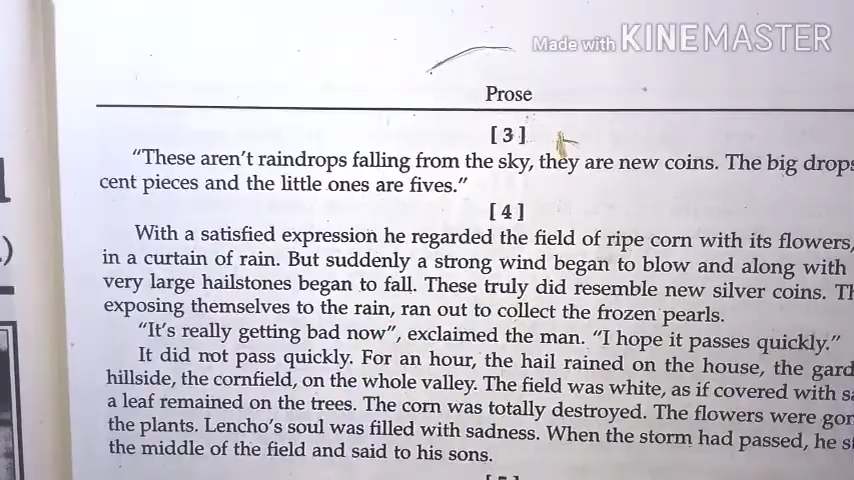 Made with KINEMASTER
Prose
[3]
"These aren't raindrops falling from the sky, they are new coins. The big drops
cent pieces and the little ones are fives."
[4]
With a satisfied expression he regarded the field of ripe corn with its flowers,
in a curtain of rain. But suddenly a strong wind began to blow and along with
very large hailstones began to fall. These truly did resemble new silver coins.
exposing themselves to the rain, ran out to collect the frozen pearls.
"It's really getting bad now", exclaimed the man. "I hope it passes quickly."
It did not pass quickly. For an hour, the hail rained on the house, the gard
hillside, the cornfield, on the whole valley. The field was white, as if covered with
a leaf remained on the trees. The corn was totally destroyed. The flowers were
the plants. Lencho's soul was filled with sadness. When the storm had passed, he
the middle of the field and said to his sons.